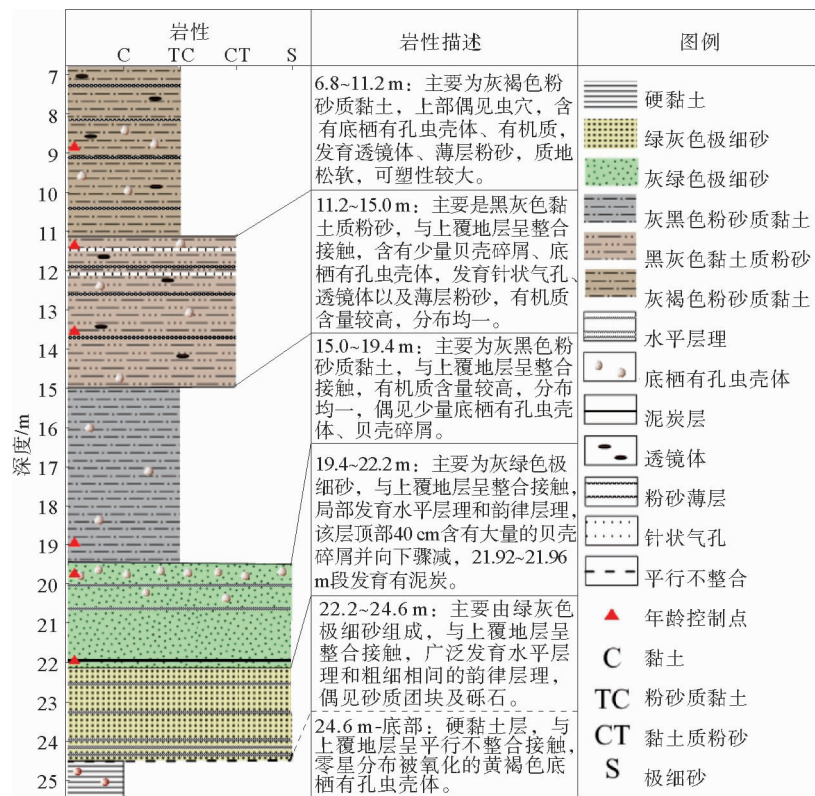 岩性
C TC CT S
岩性描述
图例
深度/m
7
8
9
10
11
12
13
14
15
16
17
18
19
20
21
22
23
24
25
6.8~11.2 m：主要为灰褐色粉
砂质黏土，上部偶见虫穴，含
有底栖有孔虫壳体、有机质，
发育透镜体、薄层粉砂，质地
松软，可塑性较大。
11.2~15.0 m：主要是黑灰色黏
土质粉砂，与上覆地层呈整合
接触，含有少量贝壳碎屑、底
栖有孔虫壳体，发育针状气孔、
透镜体以及薄层粉砂，有机质
含量较高，分布均一。
15.0~19.4 m：主要为灰黑色粉
砂质黏土，与上覆地层呈整合
接触，有机质含量较高，分布
均一，偶见少量底栖有孔虫壳
体、贝壳碎屑。
19.4~22.2 m：主要为灰绿色极
细砂，与上覆地层呈整合接触，
局部发育水平层理和韵律层理，
该层顶部40 cm含有大量的贝壳
碎屑并向下骤减，21.92~21.96
m段发育有泥炭。
22.2~24.6 m：主要由绿灰色
极细砂组成，与上覆地层呈
整合接触，广泛发育水平层
理和粗细相间的韵律层理，
偶见砂质团块及砾石。
24.6 m-底部：硬黏土层，与
上覆地层呈平行不整合接触，
零星分布被氧化的黄褐色底
栖有孔虫壳体。
硬黏土
绿灰色极细砂
灰绿色极细砂
灰黑色粉砂质黏土
黑灰色黏土质粉砂
灰褐色粉砂质黏土
水平层理
底栖有孔虫壳体
泥炭层
透镜体
粉砂薄层
针状气孔
平行不整合
年龄控制点
C 黏土
TC 粉砂质黏土
CT 黏土质粉砂
S 极细砂